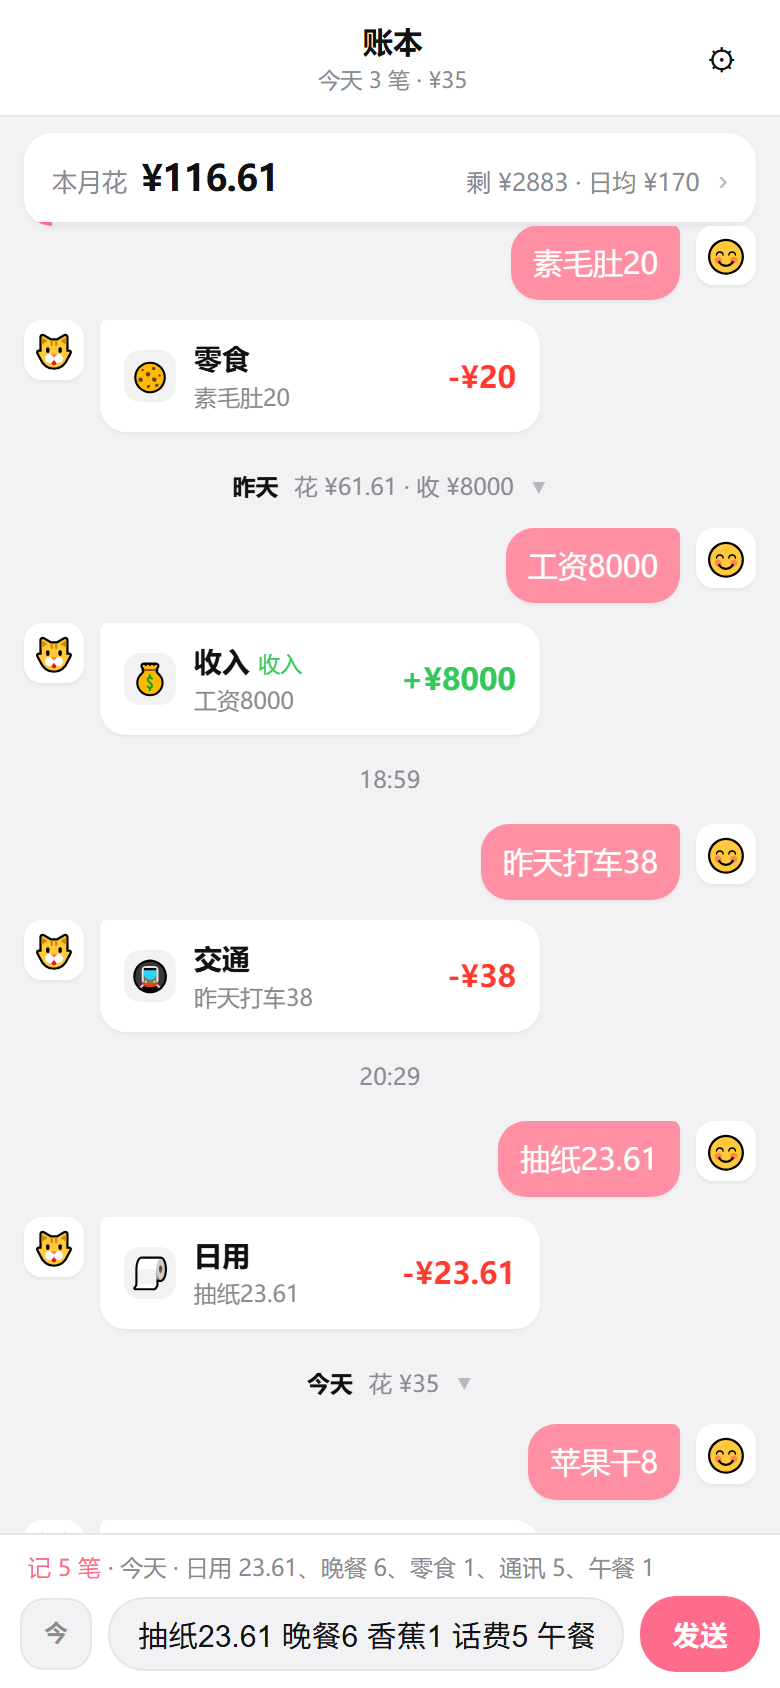 账本
今天 3 笔 · ¥35
本月花 ¥116.61 剩 ¥2883 · 日均 ¥170 ›
素毛肚20
零食
素毛肚20
-¥20
昨天 花 ¥61.61 · 收 ¥8000 ▼
工资8000
收入 收入
工资8000
+¥8000
18:59
昨天打车38
交通
昨天打车38
-¥38
20:29
抽纸23.61
日用
抽纸23.61
-¥23.61
今天 花 ¥35 ▼
苹果干8
记 5 笔 · 今天 · 日用 23.61、晚餐 6、零食 1、通讯 5、午餐 1
今 抽纸23.61 晚餐6 香蕉1 话费5 午餐 发送